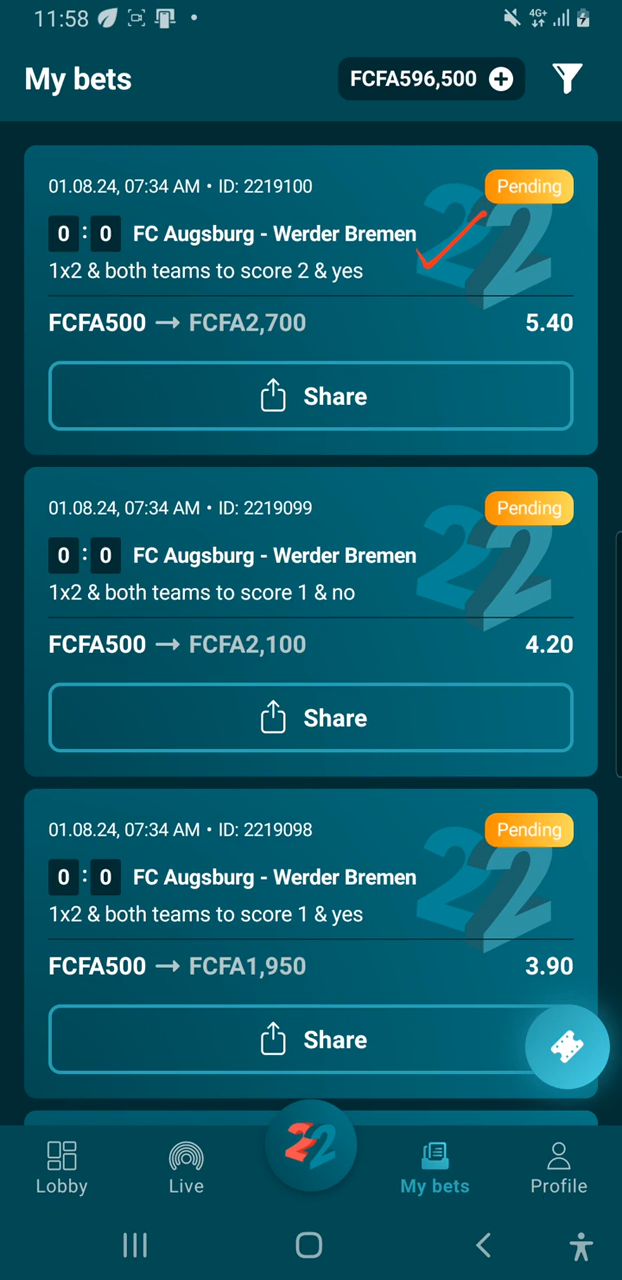 11:58
4G+
My bets
FCFA596,500
01.08.24, 07:34 AM • ID: 2219100
Pending
0 : 0 FC Augsburg - Werder Bremen
1x2 & both teams to score 2 & yes
22
FCFA500 → FCFA2,700
5.40
Share
01.08.24, 07:34 AM • ID: 2219099
Pending
0 : 0 FC Augsburg - Werder Bremen
1x2 & both teams to score 1 & no
22
FCFA500 → FCFA2,100
4.20
Share
01.08.24, 07:34 AM • ID: 2219098
Pending
0 : 0 FC Augsburg - Werder Bremen
1x2 & both teams to score 1 & yes
22
FCFA500 → FCFA1,950
3.90
Share
22
Lobby
Live
My bets
Profile